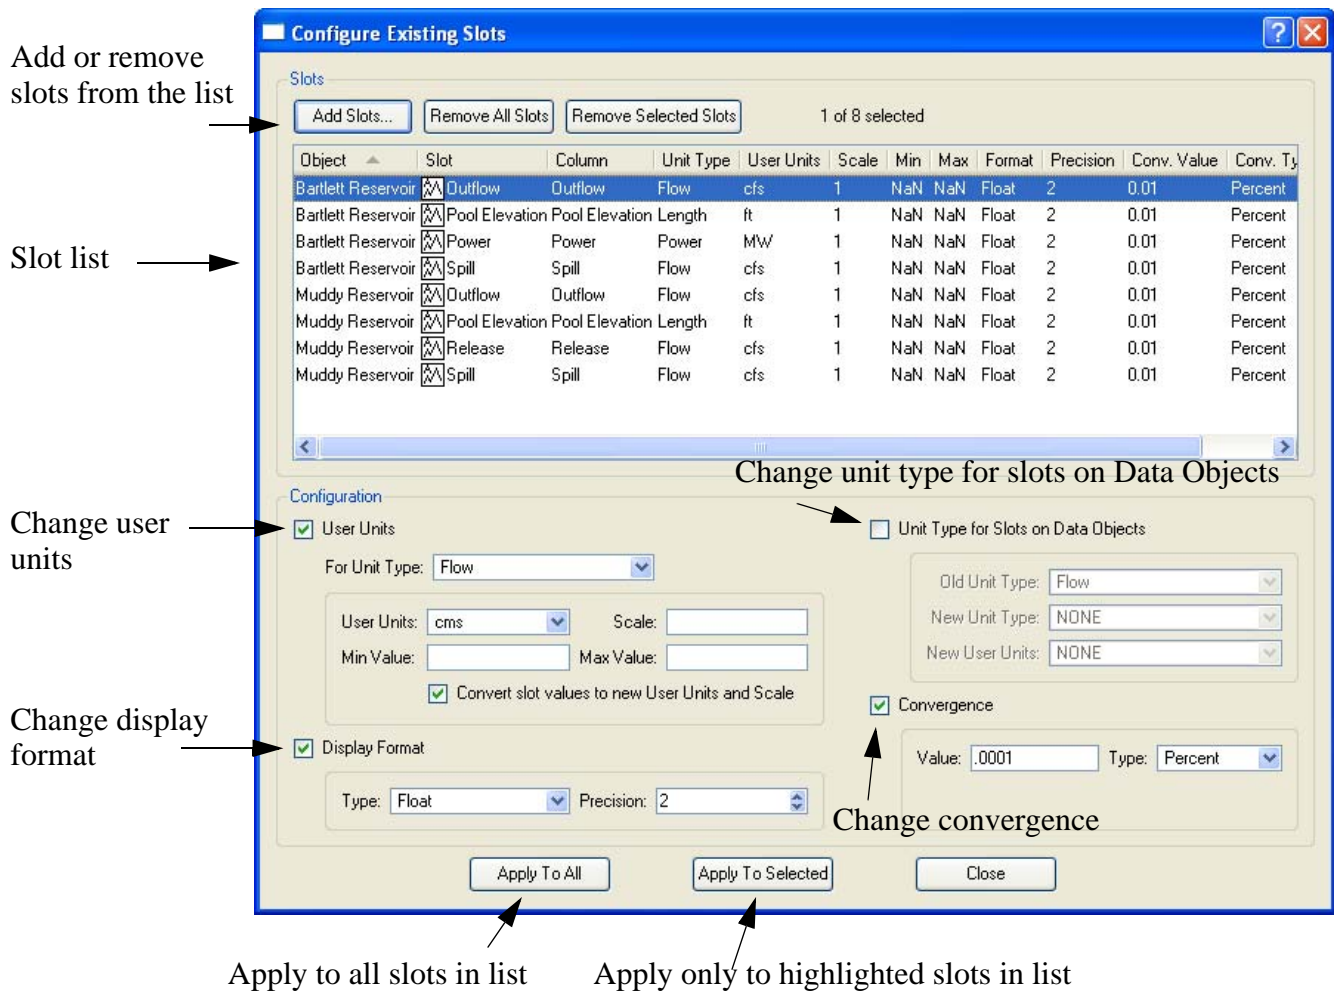 Configure Existing Slots
Add or remove
slots from the list
Slots
Add Slots...
Remove All Slots
Remove Selected Slots
1 of 8 selected
Object Slot Column Unit Type User Units Scale Min Max Format Precision Conv. Value Conv. Ty
Bartlett Reservoir Outflow Outflow Flow cfs 1 NaN NaN Float 2 0.01 Percent
Bartlett Reservoir Pool Elevation Pool Elevation Length ft 1 NaN NaN Float 2 0.01 Percent
Bartlett Reservoir Power Power Power MW 1 NaN NaN Float 2 0.01 Percent
Bartlett Reservoir Spill Spill Flow cfs 1 NaN NaN Float 2 0.01 Percent
Muddy Reservoir Outflow Outflow Flow cfs 1 NaN NaN Float 2 0.01 Percent
Muddy Reservoir Pool Elevation Pool Elevation Length ft 1 NaN NaN Float 2 0.01 Percent
Muddy Reservoir Release Release Flow cfs 1 NaN NaN Float 2 0.01 Percent
Muddy Reservoir Spill Spill Flow cfs 1 NaN NaN Float 2 0.01 Percent
Slot list
Change unit type for slots on Data Objects
Configuration
Change user
units
User Units
For Unit Type: Flow
User Units: cms Scale:
Min Value: Max Value:
Convert slot values to new User Units and Scale
Unit Type for Slots on Data Objects
Old Unit Type: Flow
New Unit Type: NONE
New User Units: NONE
Change display
format
Display Format
Type: Float Precision: 2
Convergence
Value: .0001 Type: Percent
Change convergence
Apply To All
Apply To Selected
Close
Apply to all slots in list
Apply only to highlighted slots in list